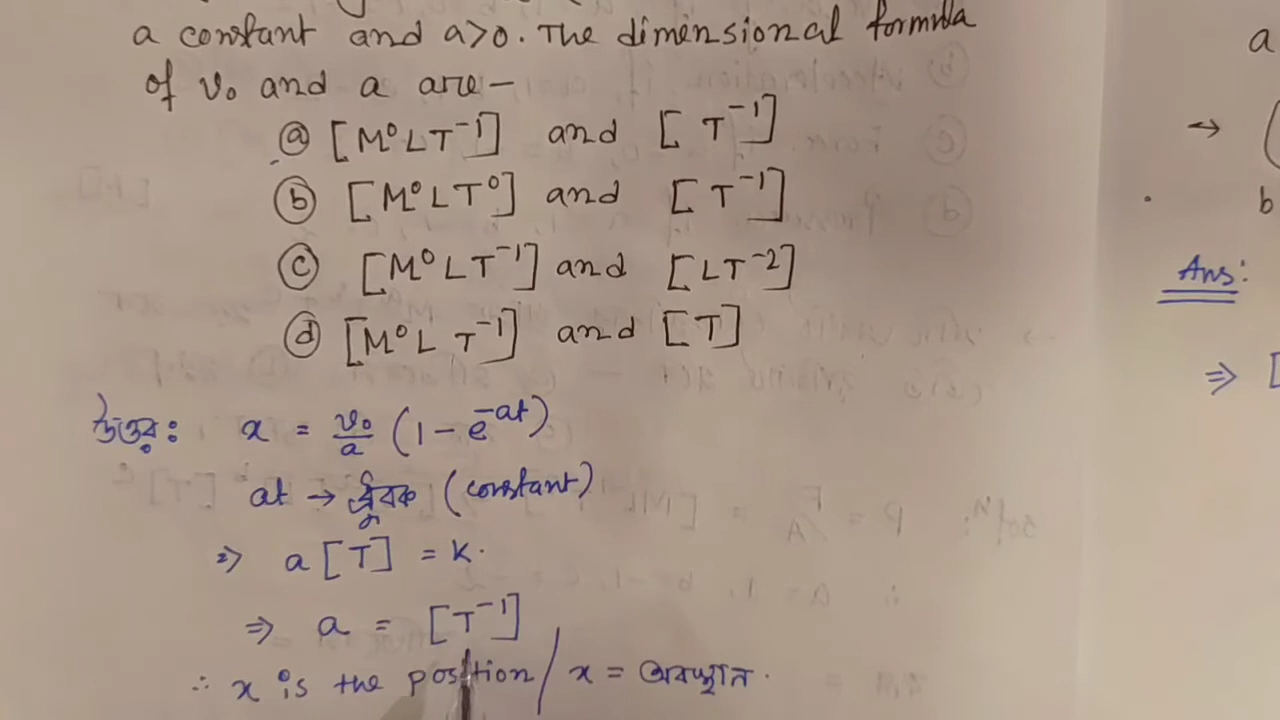 a constant and a>0. The dimensional formula
of v₀ and a are—
ⓐ [M⁰LT⁻¹] and [T⁻¹]
ⓑ [M⁰LT⁰] and [T⁻¹]
ⓒ [M⁰LT⁻¹] and [LT⁻²]
ⓓ [M⁰LT⁻¹] and [T]
উত্তর: x = v₀/a (1 − e⁻ᵃᵗ)
at → ধ্রুবক (constant)
⇒ a[T] = K.
⇒ a = [T⁻¹]
∴ x is the position / x = অবস্থান.
a
→ (
b
Ans:
⇒ [